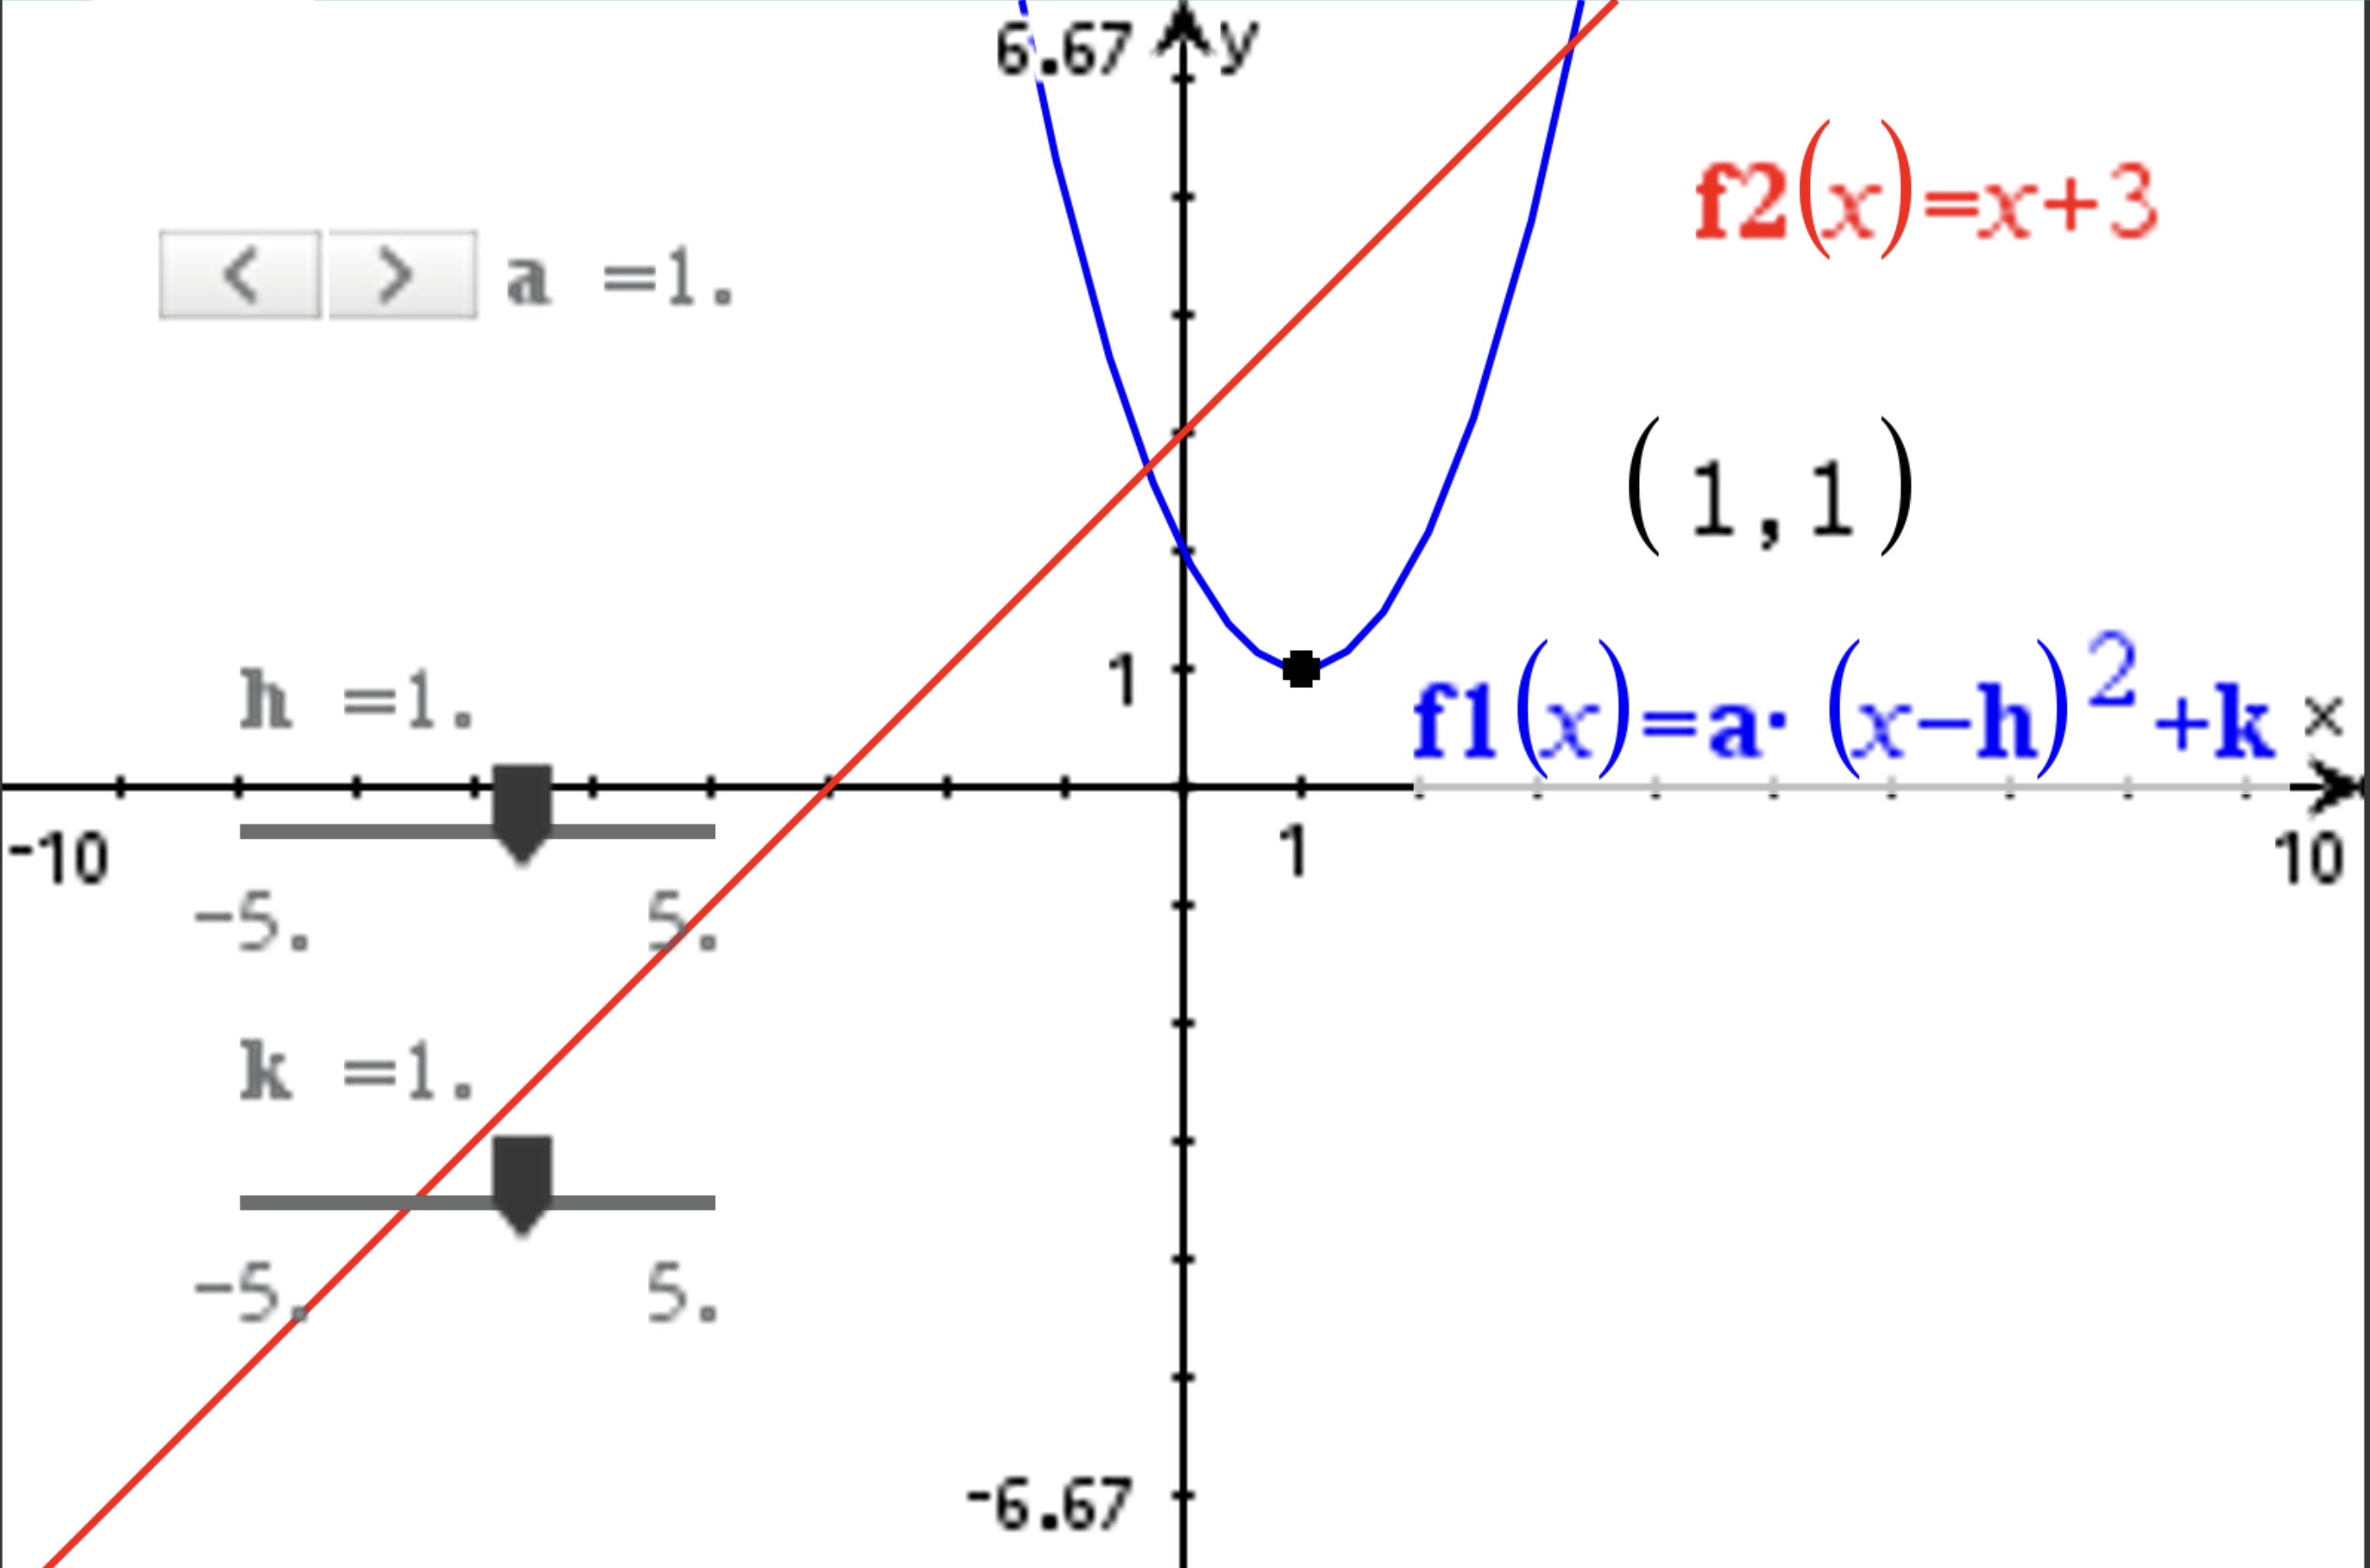 6.67 y
f2(x)=x+3
< > a =1.
(1,1)
h =1.
1
f1(x)=a·(x−h)²+k x
-10 1 10
−5. 5.
k =1.
−5. 5.
-6.67